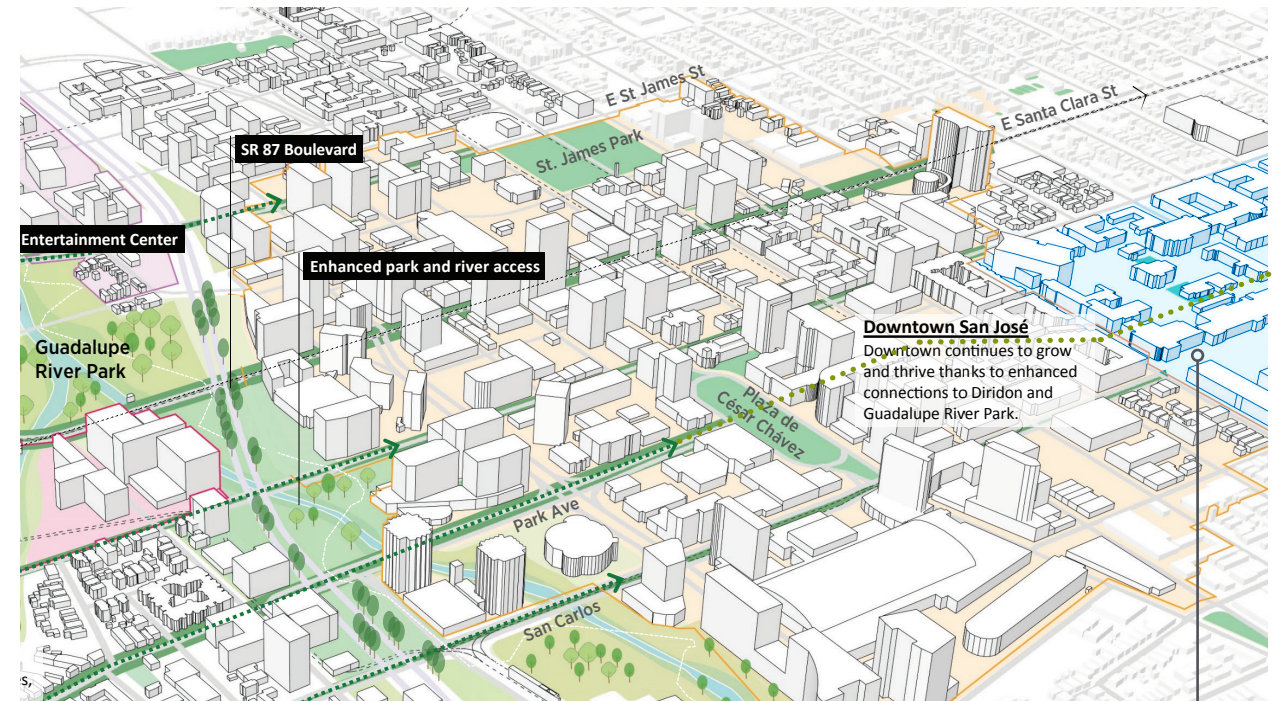 E St James St
E Santa Clara St
SR 87 Boulevard
St. James Park
Entertainment Center
Enhanced park and river access
Guadalupe
River Park
Downtown San José
Downtown continues to grow
and thrive thanks to enhanced
connections to Diridon and
Guadalupe River Park.
Plaza de
César Chávez
Park Ave
San Carlos
s,